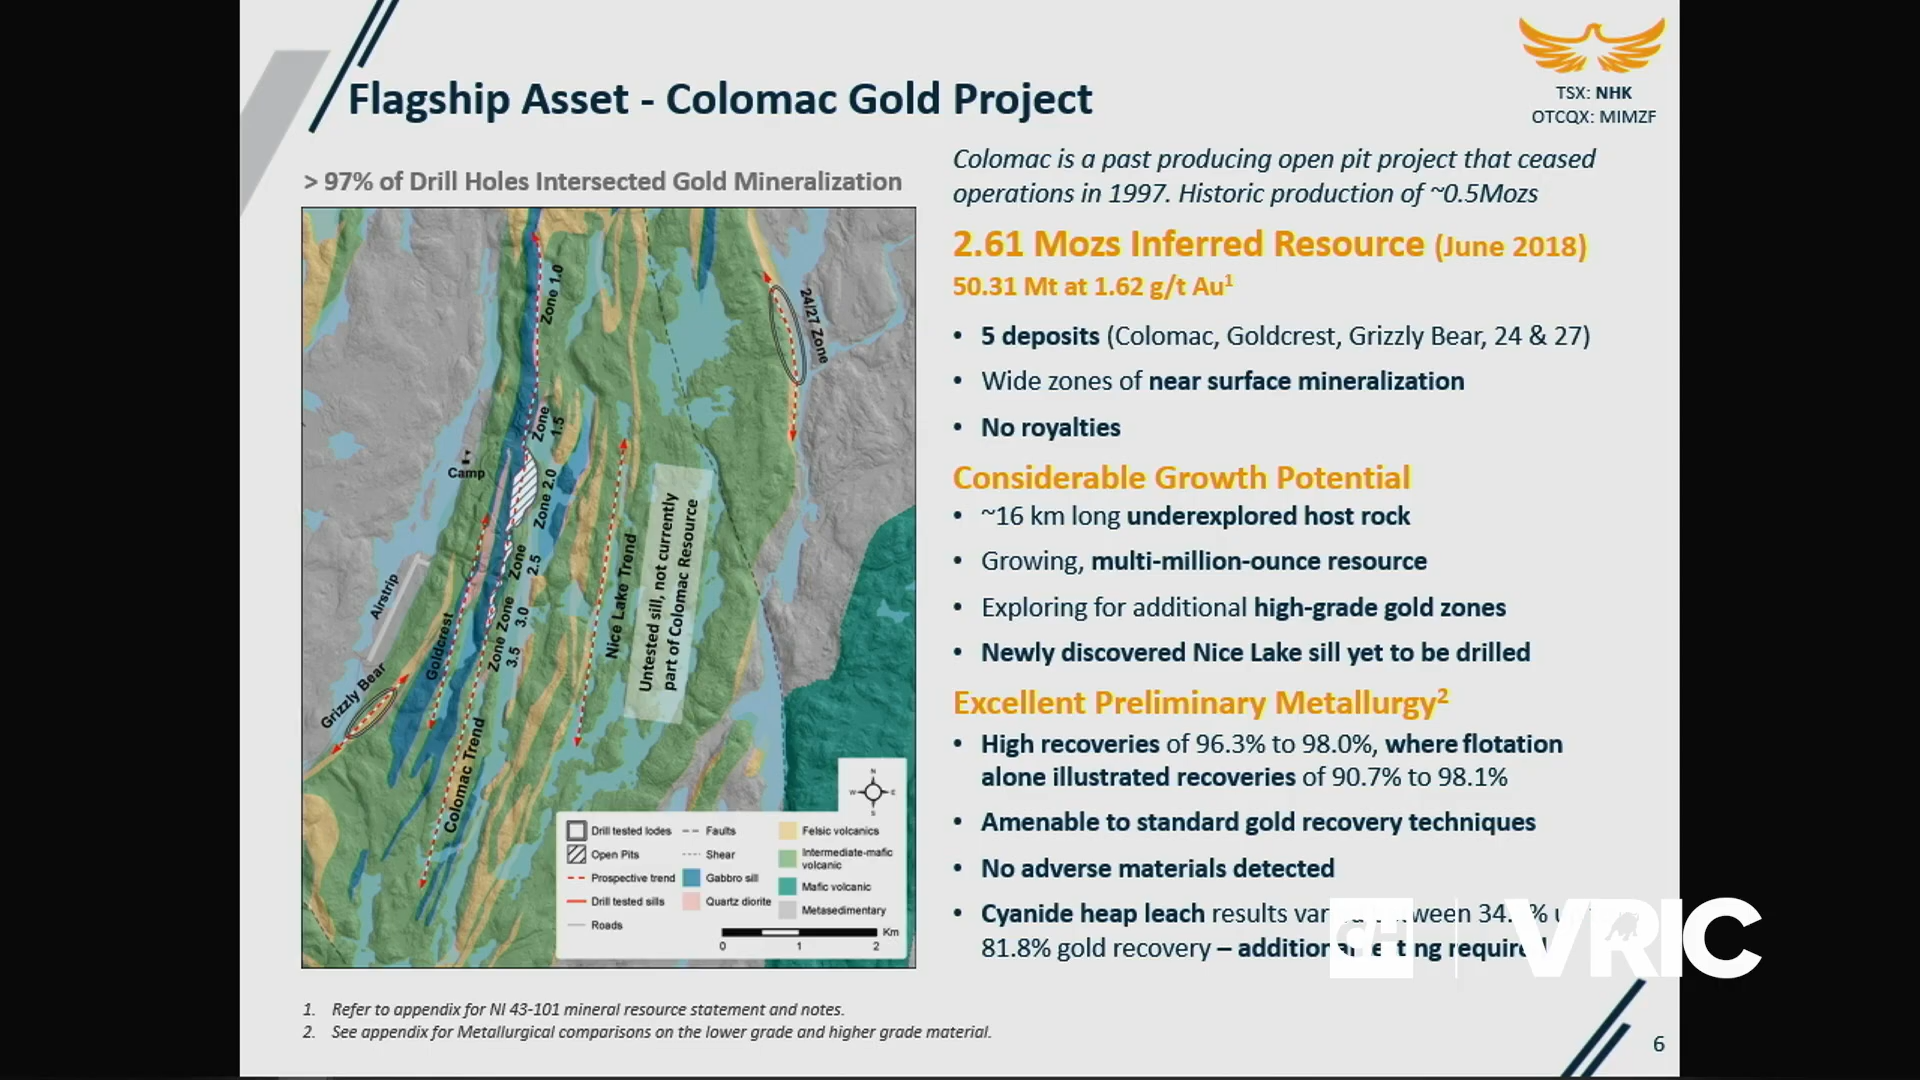 Flagship Asset - Colomac Gold Project
TSX: NHK
OTCQX: MIMZF
> 97% of Drill Holes Intersected Gold Mineralization
Zone 1.0
24/27 Zone
Zone 1.5
Camp
Zone 2.0
Zone 2.5
Airstrip
Zone 3.0
Zone 3.5
Goldcrest
Grizzly Bear
Nice Lake Trend
Untested sill, not currently
part of Colomac Resource
Colomac Trend
N
W
E
S
Drill tested lodes
Open Pits
Prospective trend
Drill tested sills
Roads
Faults
Shear
Gabbro sill
Quartz diorite
Felsic volcanics
Intermediate-mafic
volcanic
Mafic volcanic
Metasedimentary
Km
0 1 2
Colomac is a past producing open pit project that ceased
operations in 1997. Historic production of ~0.5Mozs
2.61 Mozs Inferred Resource (June 2018)
50.31 Mt at 1.62 g/t Au1
• 5 deposits (Colomac, Goldcrest, Grizzly Bear, 24 & 27)
• Wide zones of near surface mineralization
• No royalties
Considerable Growth Potential
• ~16 km long underexplored host rock
• Growing, multi-million-ounce resource
• Exploring for additional high-grade gold zones
• Newly discovered Nice Lake sill yet to be drilled
Excellent Preliminary Metallurgy2
• High recoveries of 96.3% to 98.0%, where flotation
alone illustrated recoveries of 90.7% to 98.1%
• Amenable to standard gold recovery techniques
• No adverse materials detected
• Cyanide heap leach results
81.8% gold recovery – additional testing required
VRIC
1. Refer to appendix for NI 43-101 mineral resource statement and notes.
2. See appendix for Metallurgical comparisons on the lower grade and higher grade material.
6